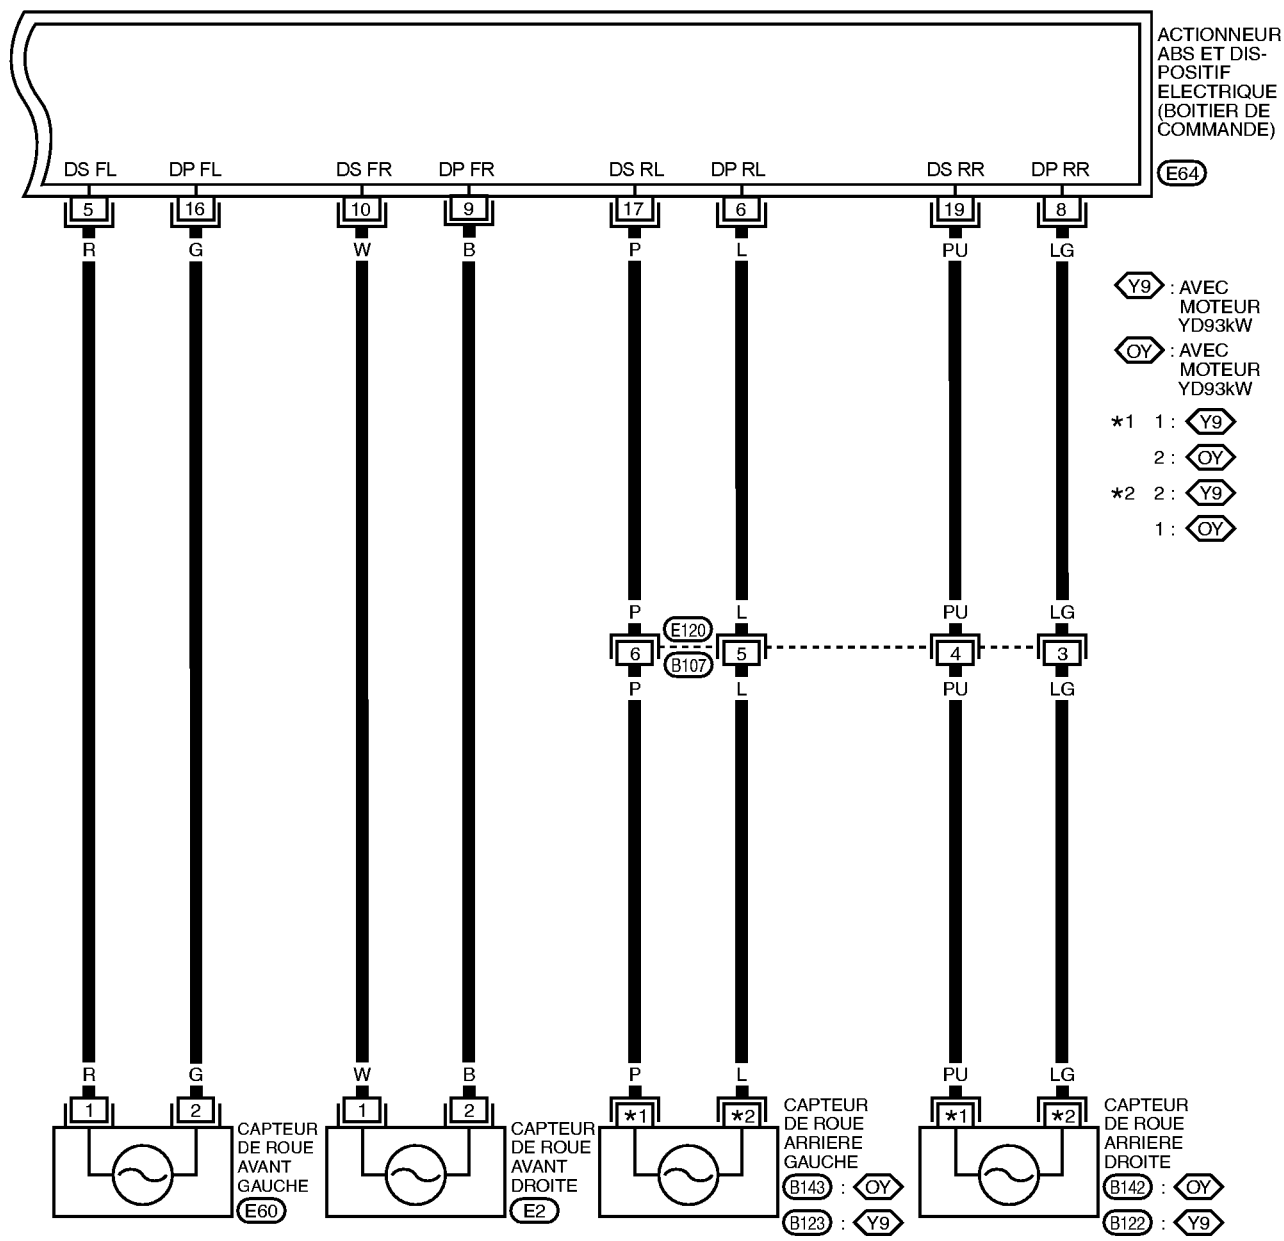 ACTIONNEUR
ABS ET DIS-
POSITIF
ELECTRIQUE
(BOITIER DE
COMMANDE)
E64
DS FL DP FL DS FR DP FR DS RL DP RL DS RR DP RR
5 16 10 9 17 6 19 8
R G W B P L PU LG
Y9 : AVEC
MOTEUR
YD93kW
OY : AVEC
MOTEUR
YD93kW
*1 1 : Y9
2 : OY
*2 2 : Y9
1 : OY
P L PU LG
E120
6 5 4 3
B107
P L PU LG
R G W B P L PU LG
1 2 1 2 *1 *2 *1 *2
CAPTEUR
DE ROUE
AVANT
GAUCHE
E60
CAPTEUR
DE ROUE
AVANT
DROITE
E2
CAPTEUR
DE ROUE
ARRIERE
GAUCHE
B143 : OY
B123 : Y9
CAPTEUR
DE ROUE
ARRIERE
DROITE
B142 : OY
B122 : Y9